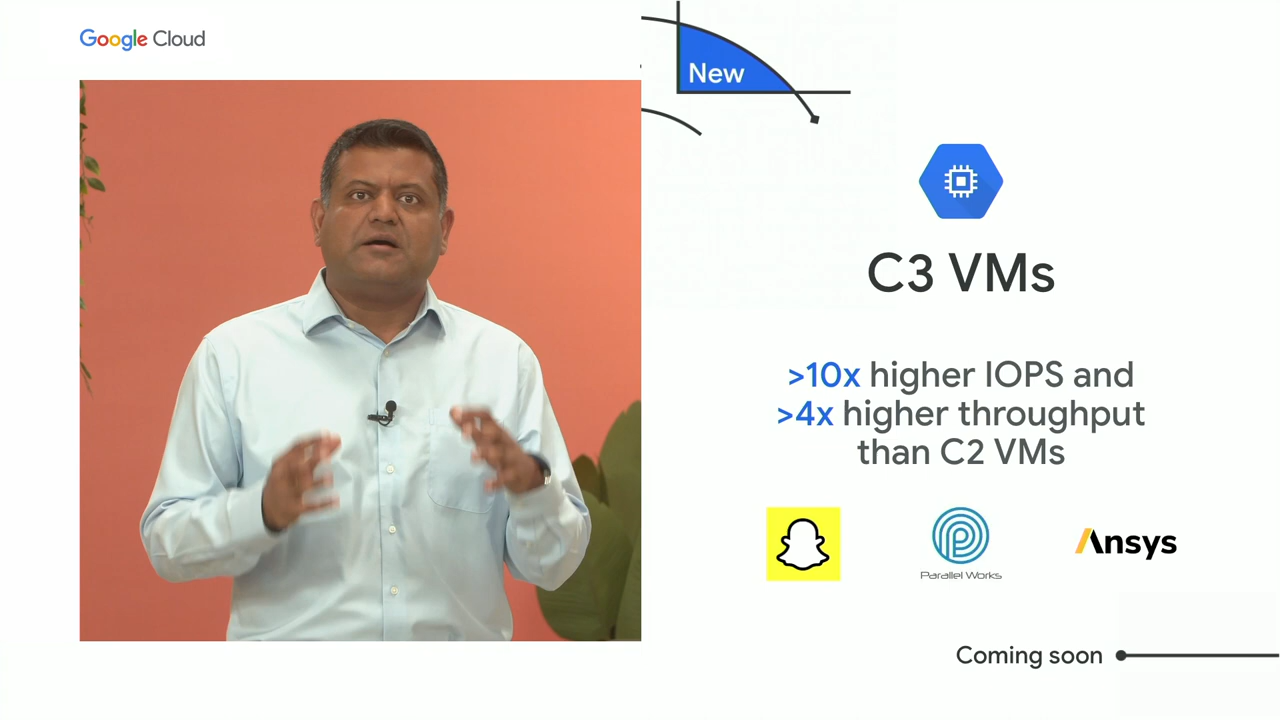 Google Cloud
New
C3 VMs
>10x higher IOPS and
>4x higher throughput
than C2 VMs
Parallel Works
Ansys
Coming soon